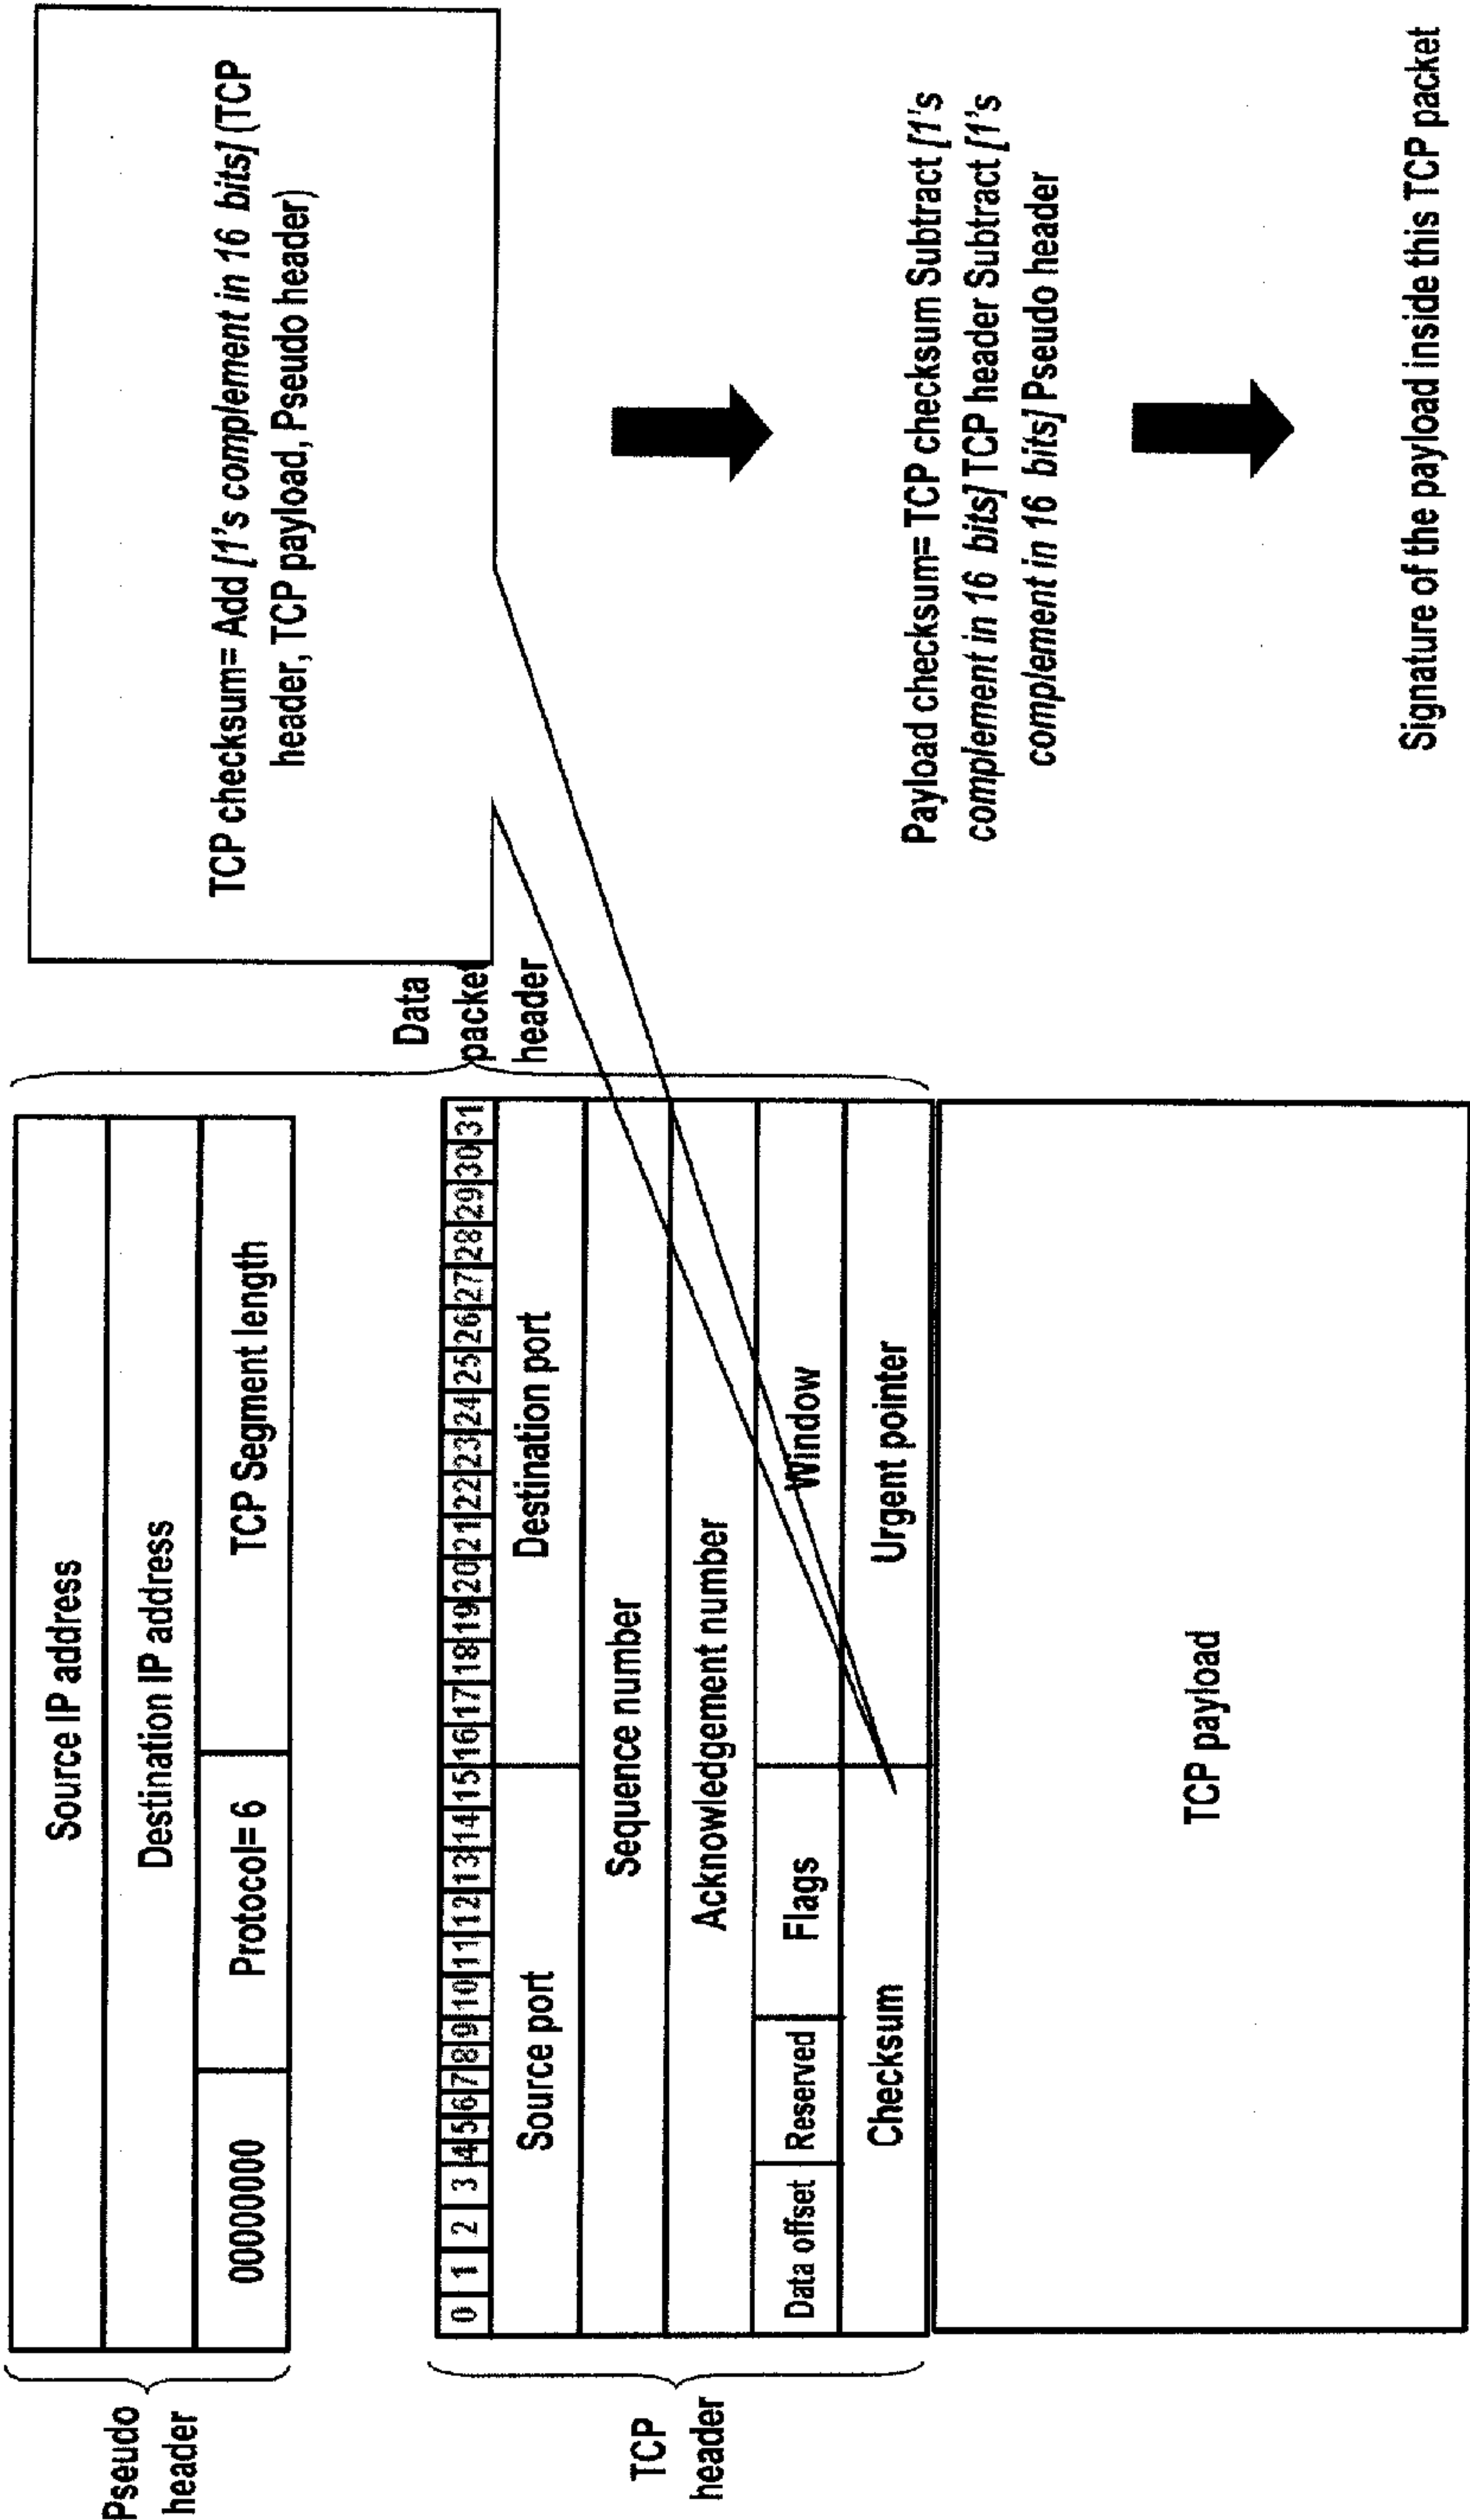 Pseudo
header
Source IP address
Destination IP address
00000000
Protocol= 6
TCP Segment length
Data
packe
header
TCP
header
0 1 2 3 4 5 6 7 8 9 10 11 12 13 14 15 16 17 18 19 20 21 22 23 24 25 26 27 28 29 30 31
Source port
Destination port
Sequence number
Acknowledgement number
Data offset
Reserved
Flags
Window
Checksum
Urgent pointer
TCP payload
TCP checksum= Add [1's complement in 16 bits] (TCP
header, TCP payload, Pseudo header)
Payload checksum= TCP checksum Subtract [1's
complement in 16 bits] TCP header Subtract [1's
complement in 16 bits] Pseudo header
Signature of the payload inside this TCP packet